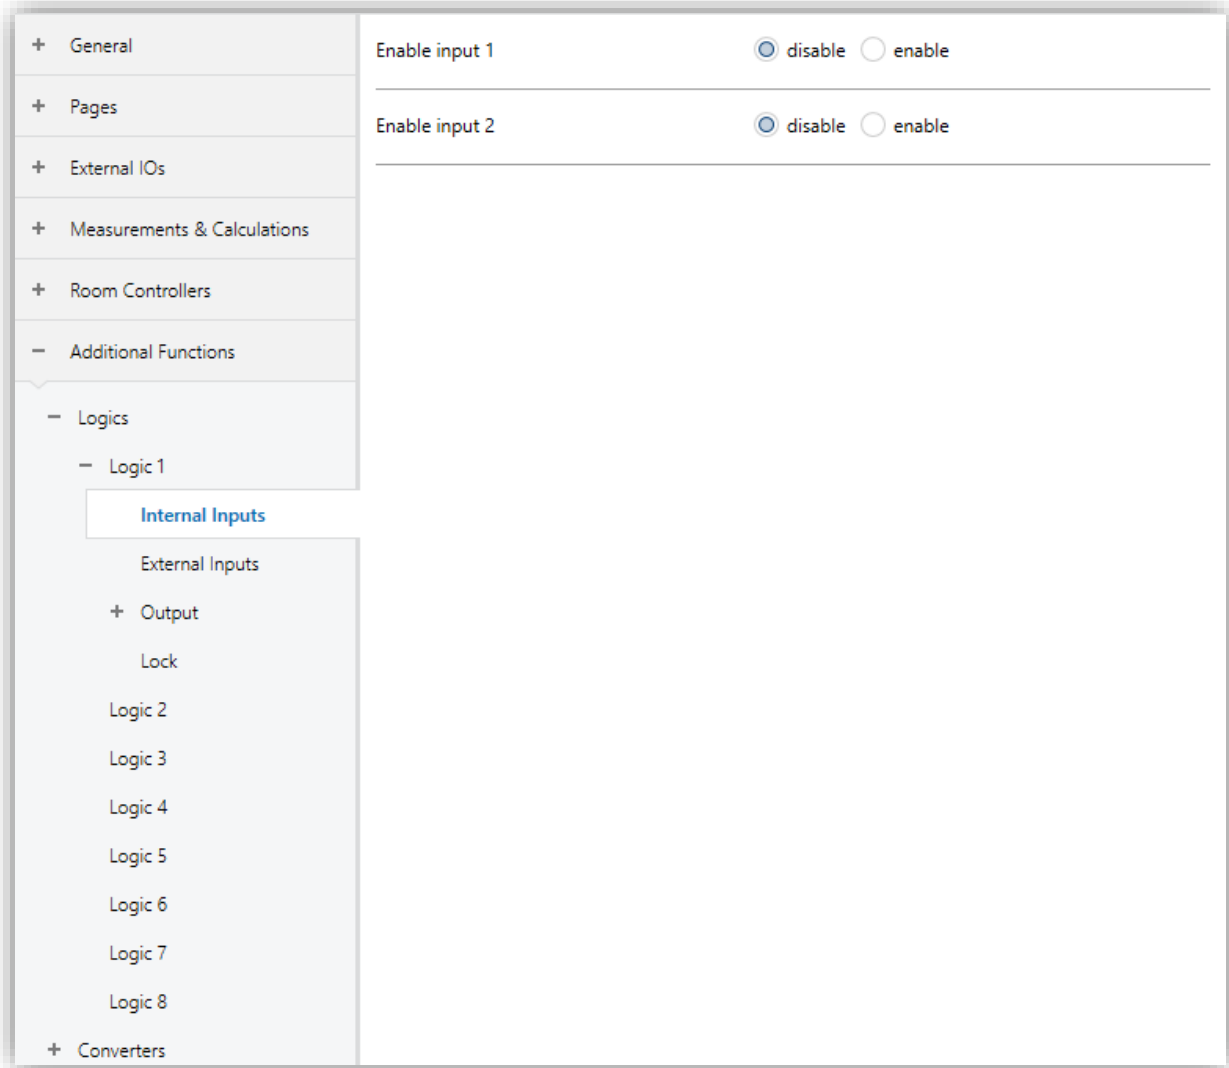 General
Pages
External IOs
Measurements & Calculations
Room Controllers
Additional Functions
Logics
Logic 1
Internal Inputs
External Inputs
Output
Lock
Logic 2
Logic 3
Logic 4
Logic 5
Logic 6
Logic 7
Logic 8
Converters
Enable input 1 disable enable
Enable input 2 disable enable